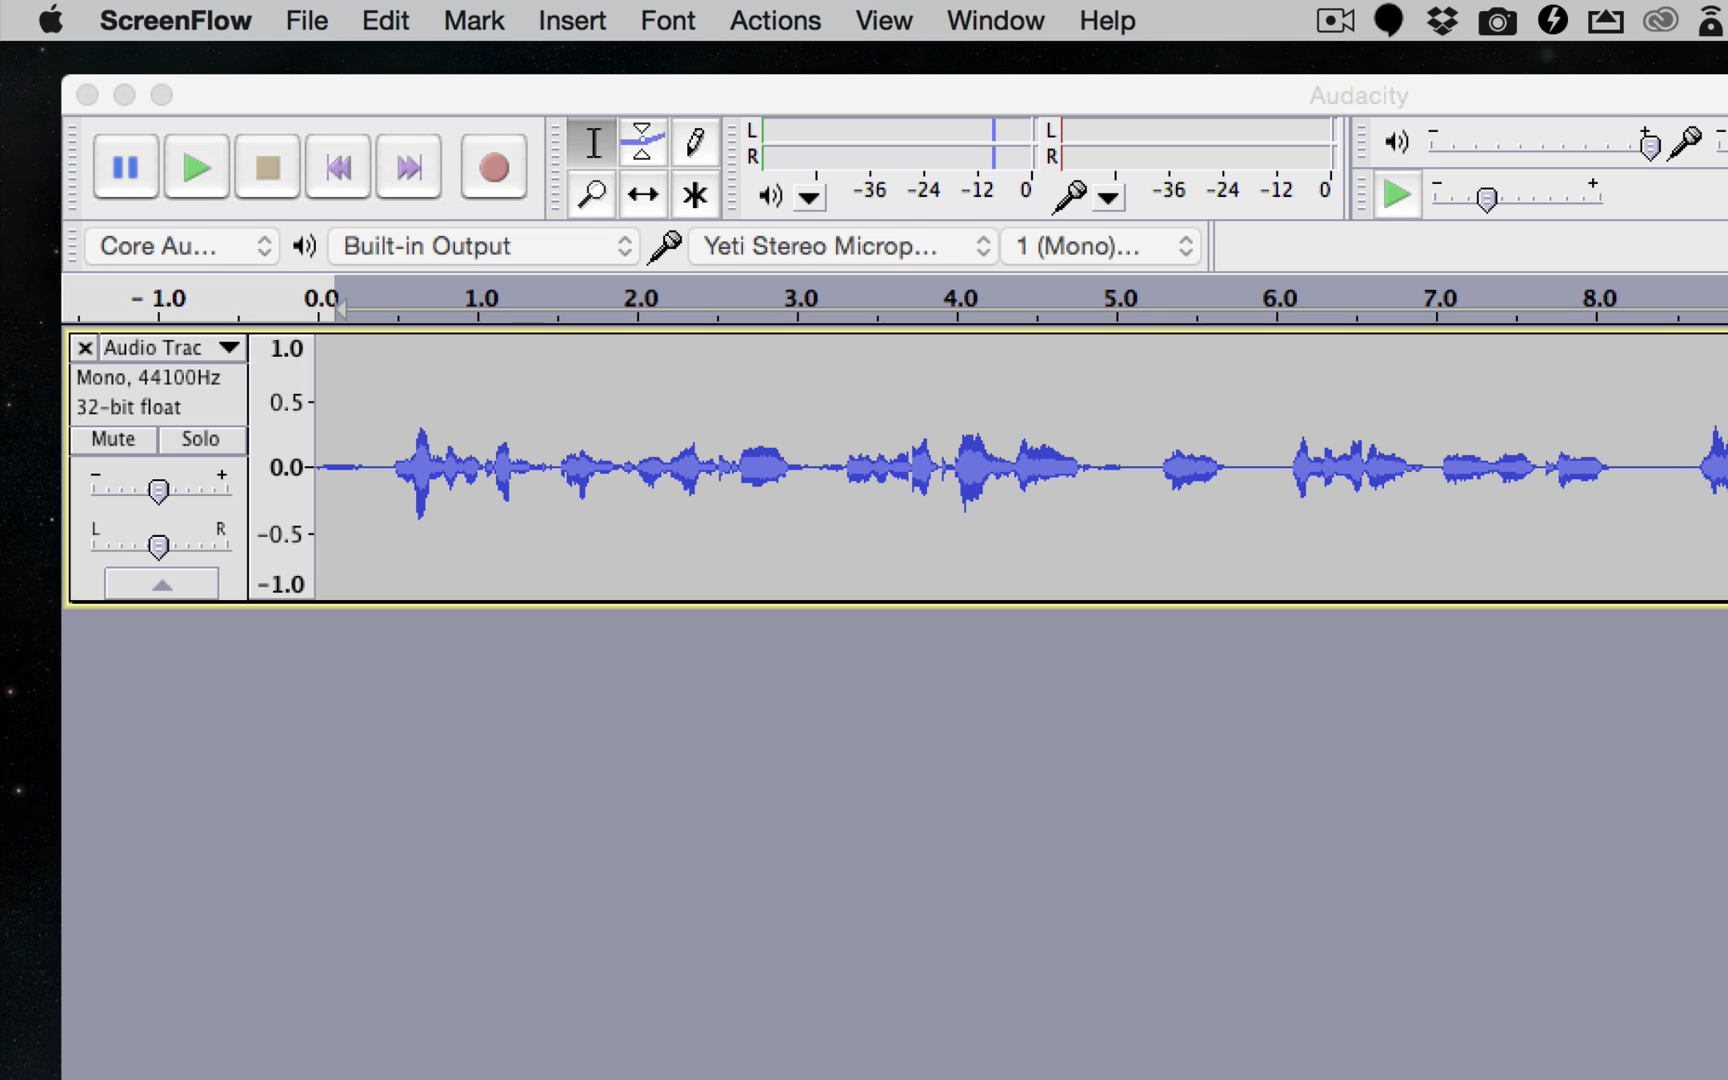 ScreenFlow File Edit Mark Insert Font Actions View Window Help
Audacity
L L
R R
-36 -24 -12 0 -36 -24 -12 0
Core Au... Built-in Output Yeti Stereo Microp... 1 (Mono)...
- 1.0 0.0 1.0 2.0 3.0 4.0 5.0 6.0 7.0 8.0
Audio Trac
Mono, 44100Hz
32-bit float
Mute Solo
- +
L R
1.0
0.5-
0.0-
-0.5-
-1.0